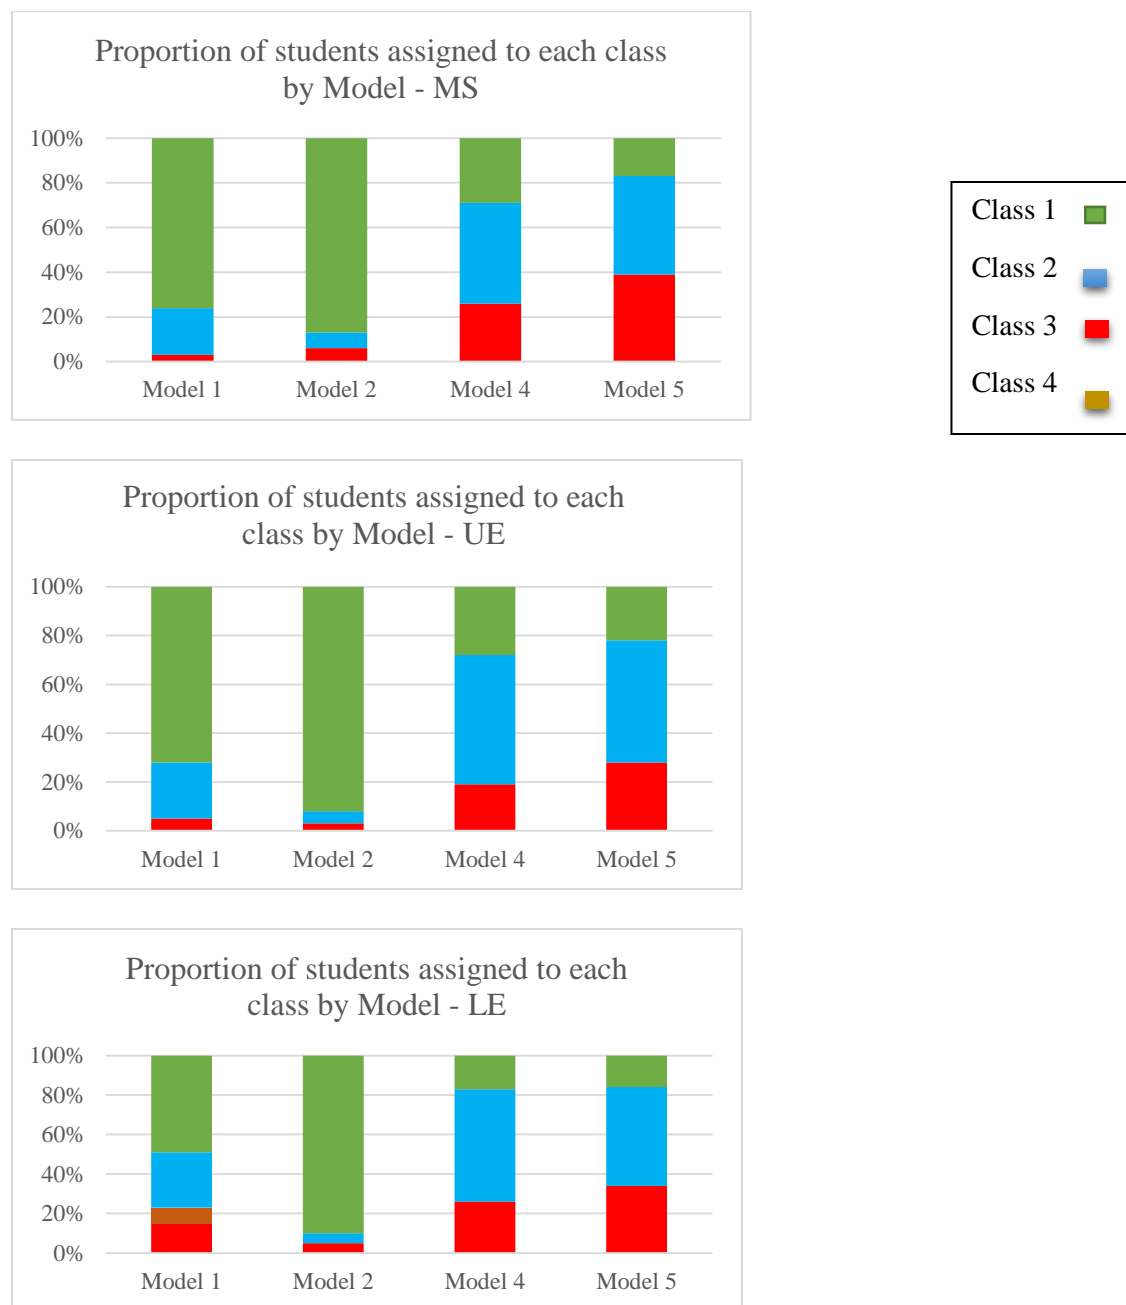 Proportion of students assigned to each class
by Model - MS
100%
80%
60%
40%
20%
0%
Model 1 Model 2 Model 4 Model 5
Class 1
Class 2
Class 3
Class 4
Proportion of students assigned to each
class by Model - UE
100%
80%
60%
40%
20%
0%
Model 1 Model 2 Model 4 Model 5
Proportion of students assigned to each
class by Model - LE
100%
80%
60%
40%
20%
0%
Model 1 Model 2 Model 4 Model 5